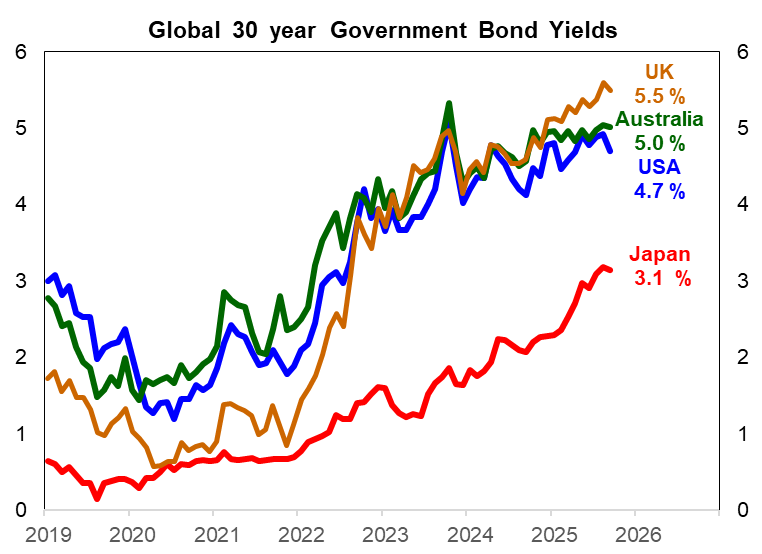 Global 30 year Government Bond Yields
6 6
UK
5.5 %
5 Australia 5
5.0 %
USA
4.7 %
4 4
Japan
3.1 %
3 3
2 2
1 1
0 0
2019 2020 2021 2022 2023 2024 2025 2026